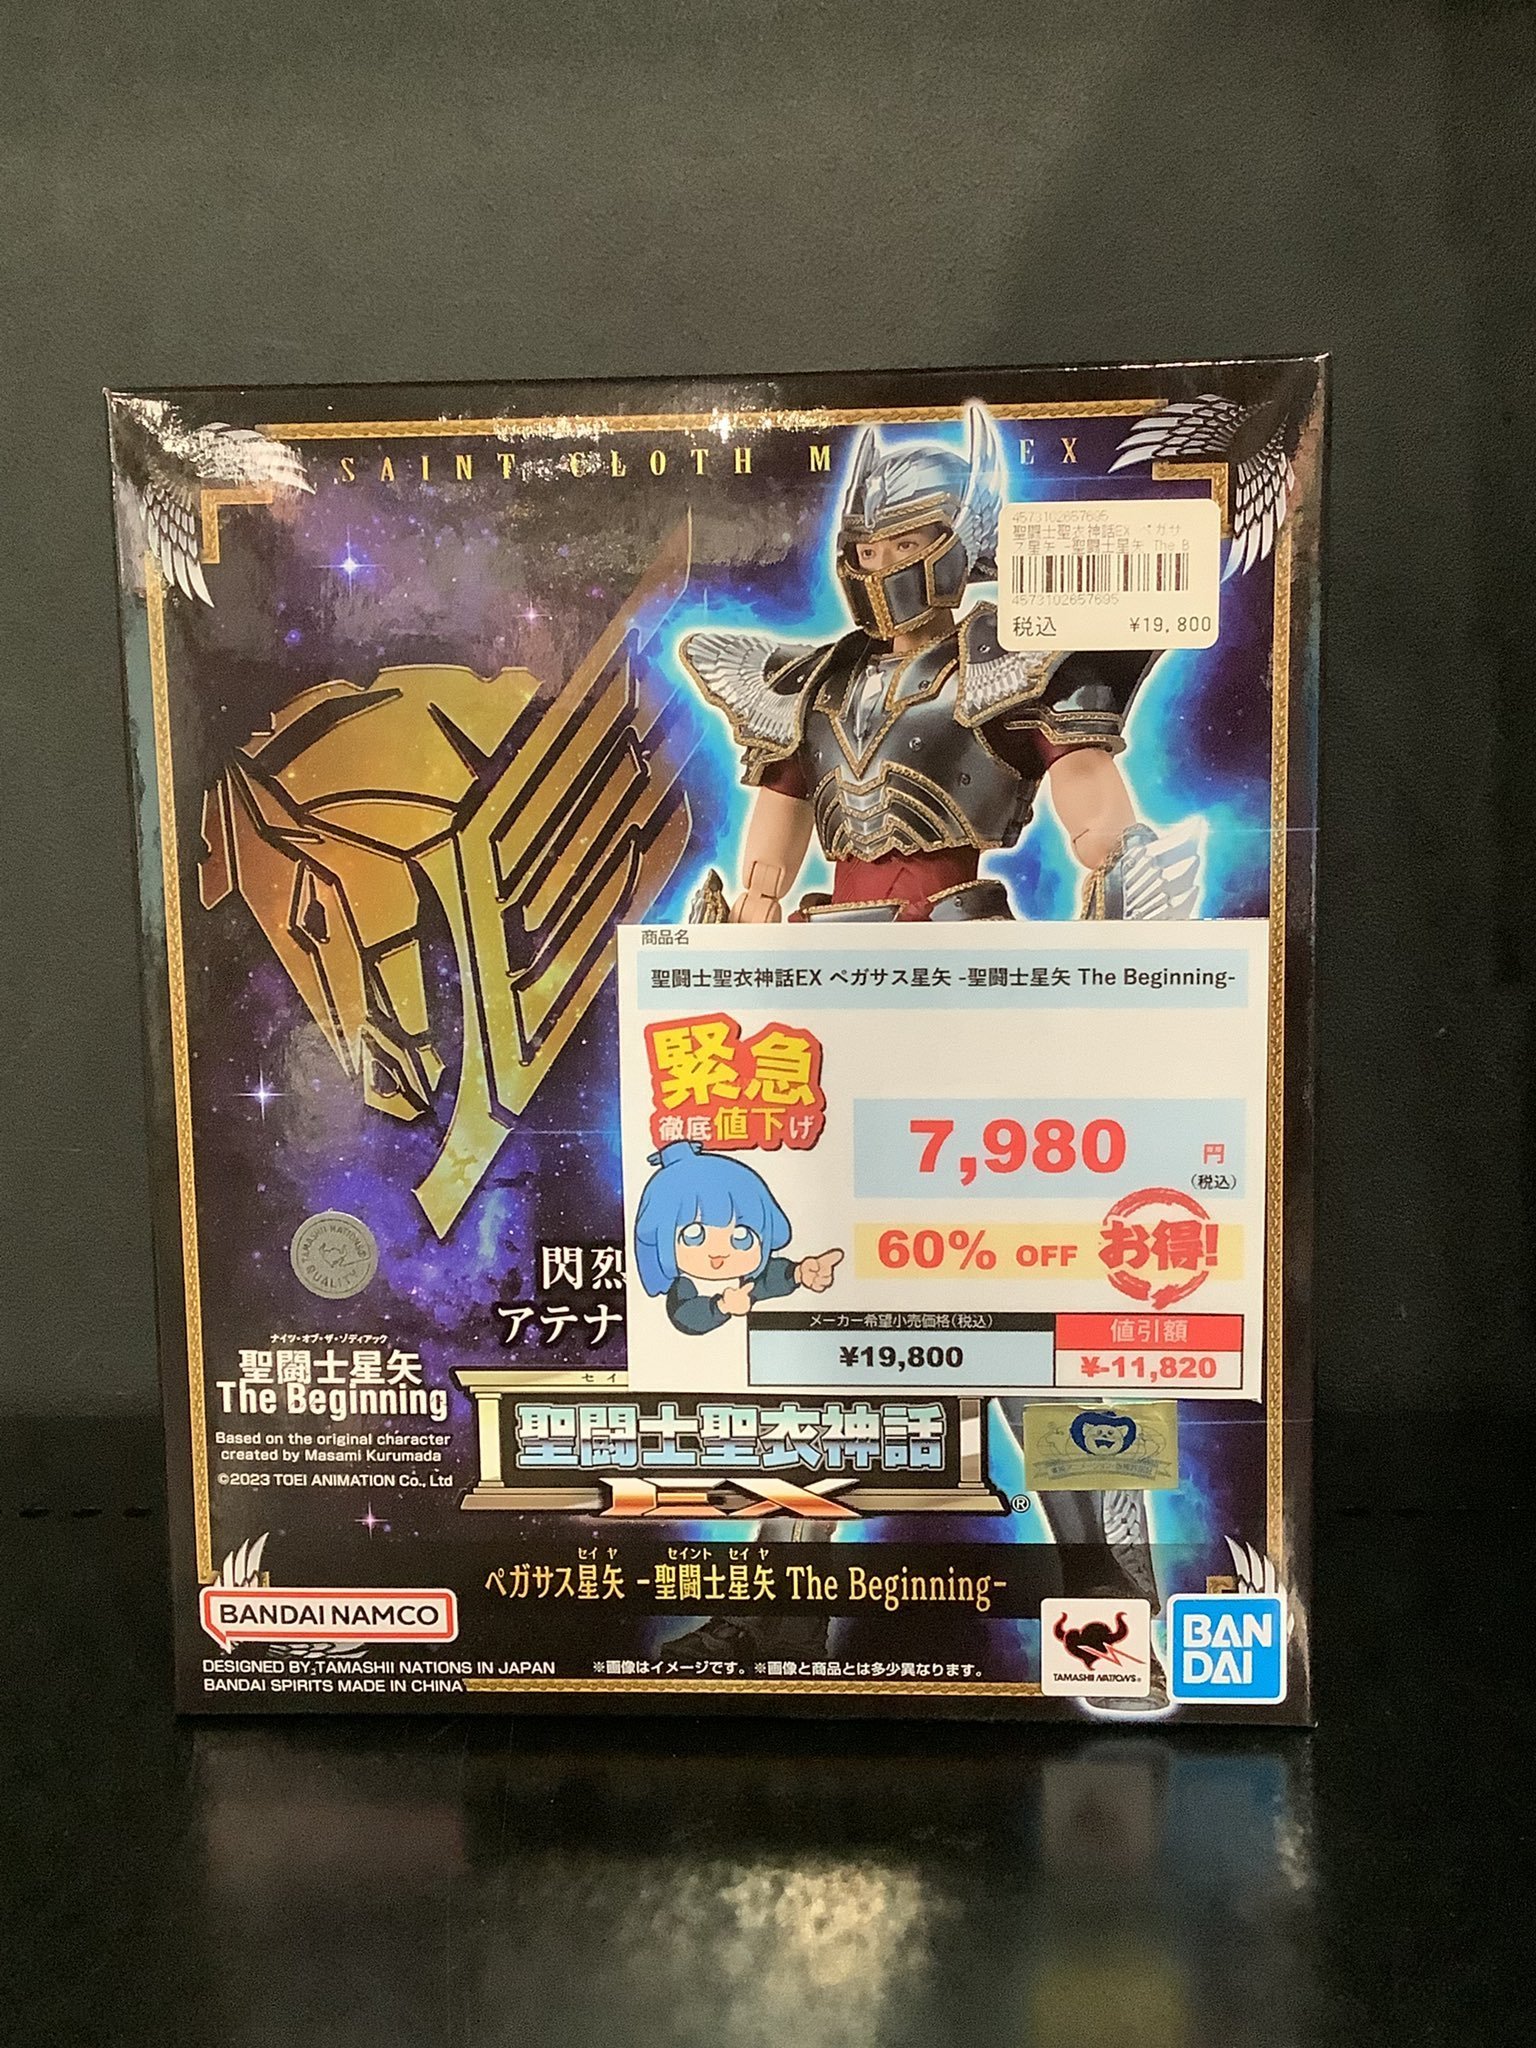 SAINT CLOTH M EX
4573102657695
聖闘士聖衣神話EX ペガサ
ス星矢 -聖闘士星矢 The B
4573102657695
税込 ¥19,800
商品名
聖闘士聖衣神話EX ペガサス星矢 -聖闘士星矢 The Beginning-
緊急
徹底値下げ
7,980 円
(税込)
60% OFF お得!
メーカー希望小売価格(税込)
¥19,800
値引額
¥-11,820
TAMASHII NATIONS
QUALITY
閃烈
アテナ
ナイツ・オブ・ザ・ゾディアック
聖闘士星矢
The Beginning
Based on the original character
created by Masami Kurumada
©2023 TOEI ANIMATION Co., Ltd
セイ
聖闘士聖衣神話
EX
®
セイヤ セイント セイヤ
ペガサス星矢 -聖闘士星矢 The Beginning-
BANDAI NAMCO
DESIGNED BY TAMASHII NATIONS IN JAPAN
BANDAI SPIRITS MADE IN CHINA
※画像はイメージです。※画像と商品とは多少異なります。
TAMASHII NATIONS
BAN
DAI